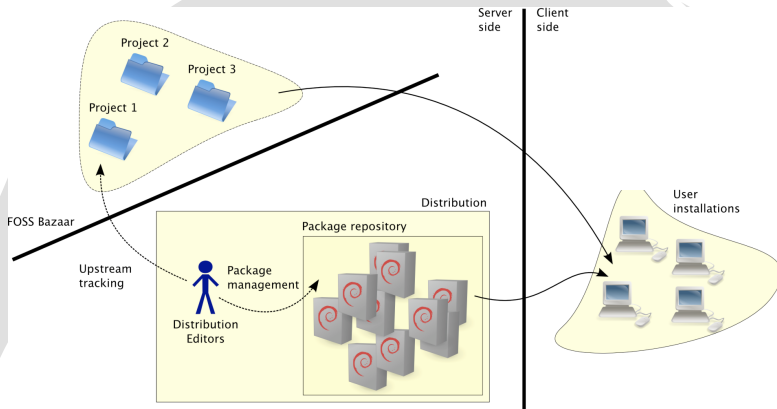 Server
side
Client
side
Project 2
Project 3
Project 1
FOSS Bazaar
Distribution
User
installations
Package repository
Upstream
tracking
Package
management
Distribution
Editors